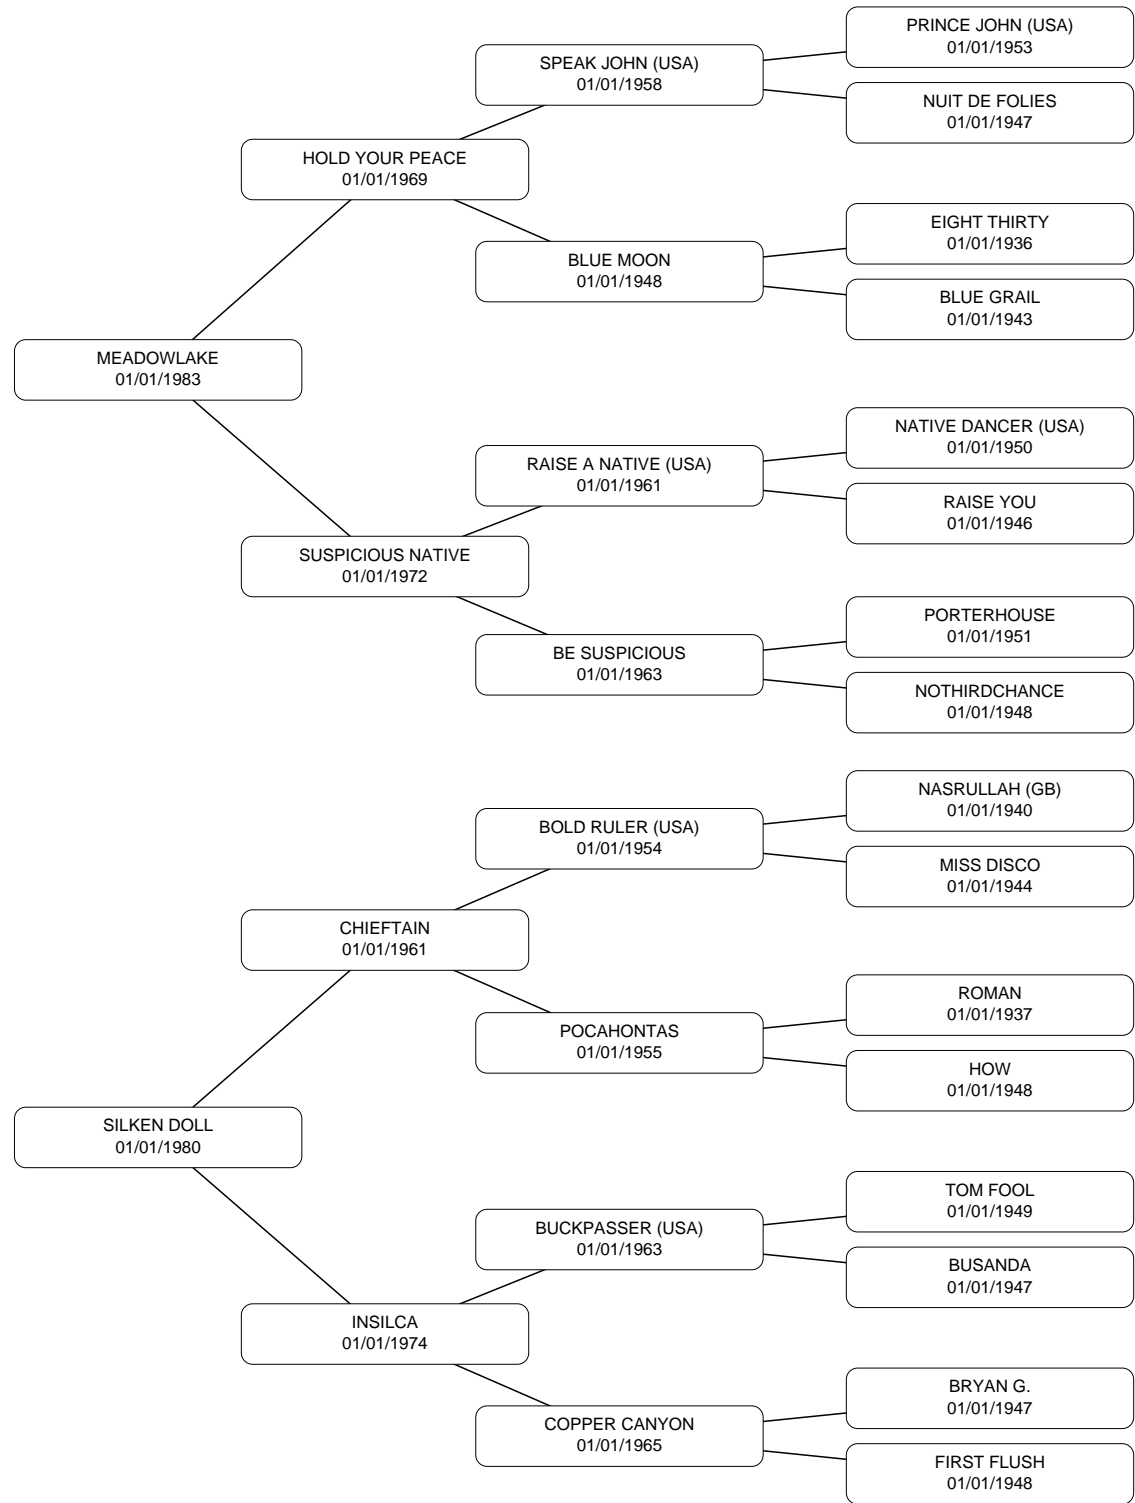 PRINCE JOHN (USA)
01/01/1953
SPEAK JOHN (USA)
01/01/1958
NUIT DE FOLIES
01/01/1947
HOLD YOUR PEACE
01/01/1969
EIGHT THIRTY
01/01/1936
BLUE MOON
01/01/1948
BLUE GRAIL
01/01/1943
MEADOWLAKE
01/01/1983
NATIVE DANCER (USA)
01/01/1950
RAISE A NATIVE (USA)
01/01/1961
RAISE YOU
01/01/1946
SUSPICIOUS NATIVE
01/01/1972
PORTERHOUSE
01/01/1951
BE SUSPICIOUS
01/01/1963
NOTHIRDCHANCE
01/01/1948
NASRULLAH (GB)
01/01/1940
BOLD RULER (USA)
01/01/1954
MISS DISCO
01/01/1944
CHIEFTAIN
01/01/1961
ROMAN
01/01/1937
POCAHONTAS
01/01/1955
HOW
01/01/1948
SILKEN DOLL
01/01/1980
TOM FOOL
01/01/1949
BUCKPASSER (USA)
01/01/1963
BUSANDA
01/01/1947
INSILCA
01/01/1974
BRYAN G.
01/01/1947
COPPER CANYON
01/01/1965
FIRST FLUSH
01/01/1948